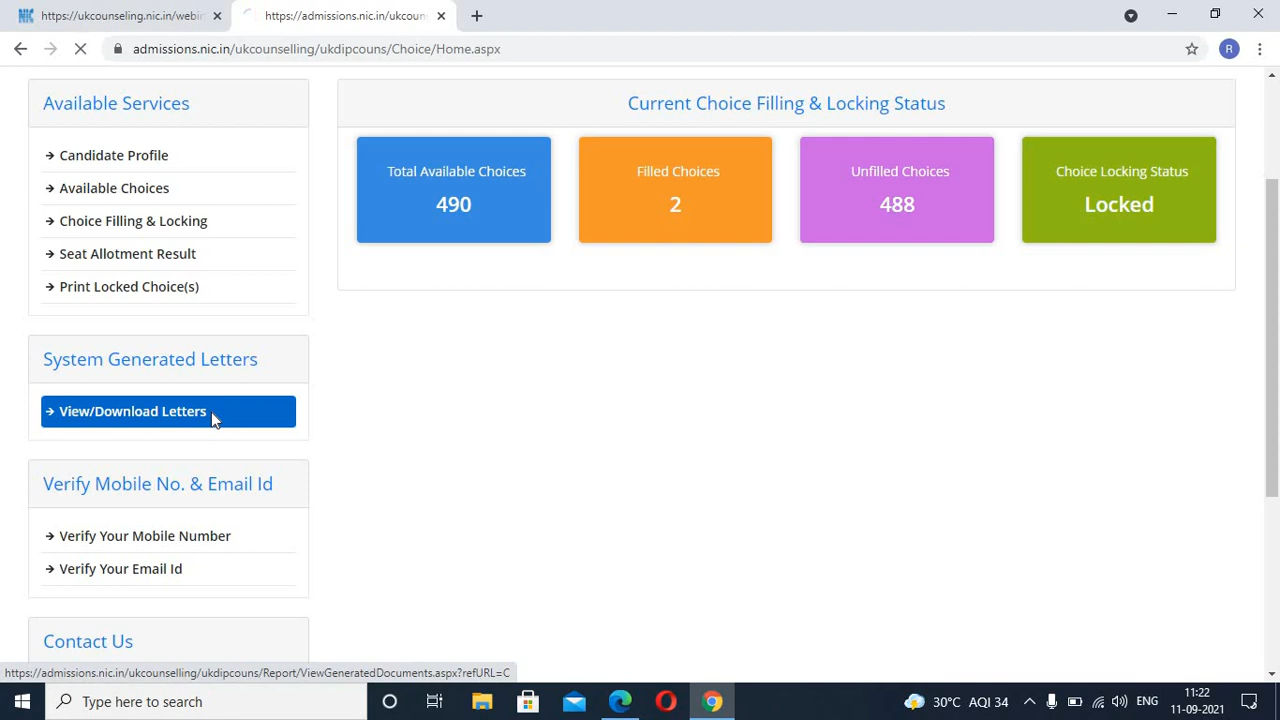 https://ukcounseling.nic.in/webin
https://admissions.nic.in/ukcoun
admissions.nic.in/ukcounselling/ukdipcouns/Choice/Home.aspx
R
Available Services
Candidate Profile
Available Choices
Choice Filling & Locking
Seat Allotment Result
Print Locked Choice(s)
System Generated Letters
View/Download Letters
Verify Mobile No. & Email Id
Verify Your Mobile Number
Verify Your Email Id
Contact Us
Current Choice Filling & Locking Status
Total Available Choices
490
Filled Choices
2
Unfilled Choices
488
Choice Locking Status
Locked
https://admissions.nic.in/ukcounselling/ukdipcouns/Report/ViewGeneratedDocuments.aspx?refURL=C
Type here to search
30°C AQI 34
ENG
11:22
11-09-2021